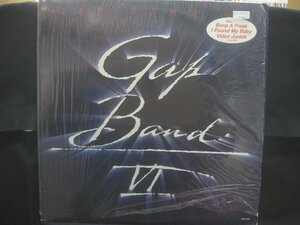 Beep A Freak
I Found My Baby
Video Junkie
Gap
Band
VI